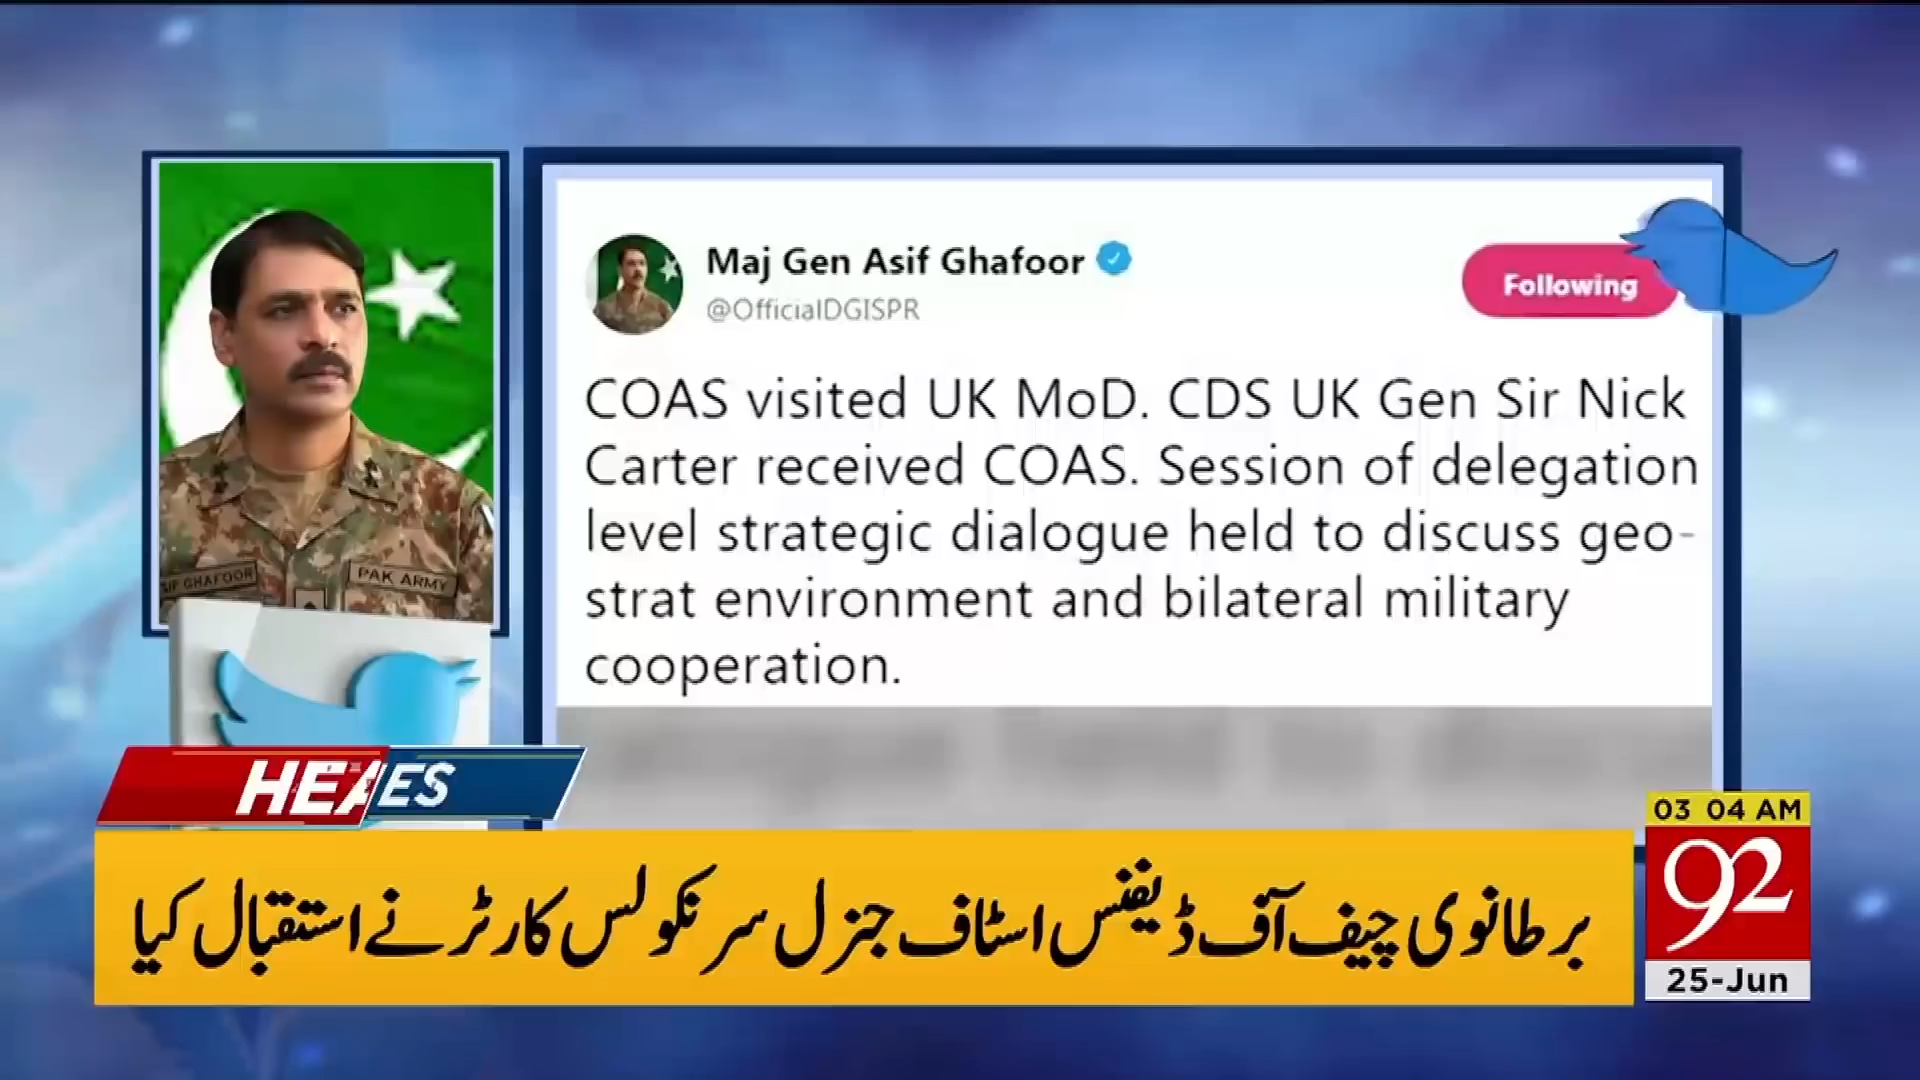 Maj Gen Asif Ghafoor
@OfficialDGISPR
Following
COAS visited UK MoD. CDS UK Gen Sir Nick
Carter received COAS. Session of delegation
level strategic dialogue held to discuss geo-
strat environment and bilateral military
cooperation.
GHAFOOR
PAK ARMY
03 04 AM
92
25-Jun
برطانوی چیف آف ڈیفنس اسٹاف جنرل سر نکولس کارٹر نے استقبال کیا